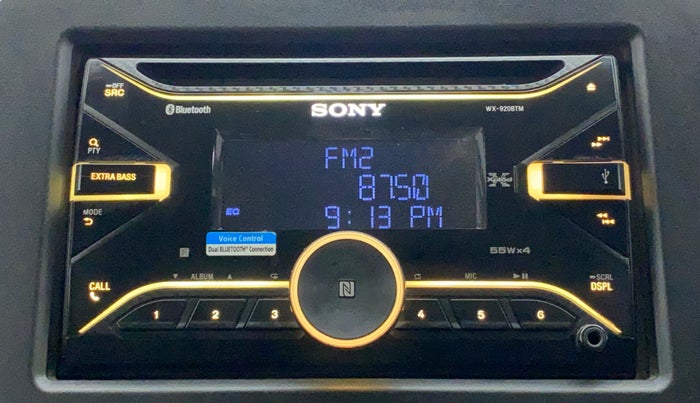 OFF
SRC
Bluetooth
SONY
WX-920BTM
PTY
EXTRA BASS
MODE
FM2
8750
EQ
9:13 PM
Voice Control
Dual BLUETOOTH® Connection
55Wx4
CALL
ALBUM
MIC
SCRL
DSPL
1
2
3
N
4
5
6